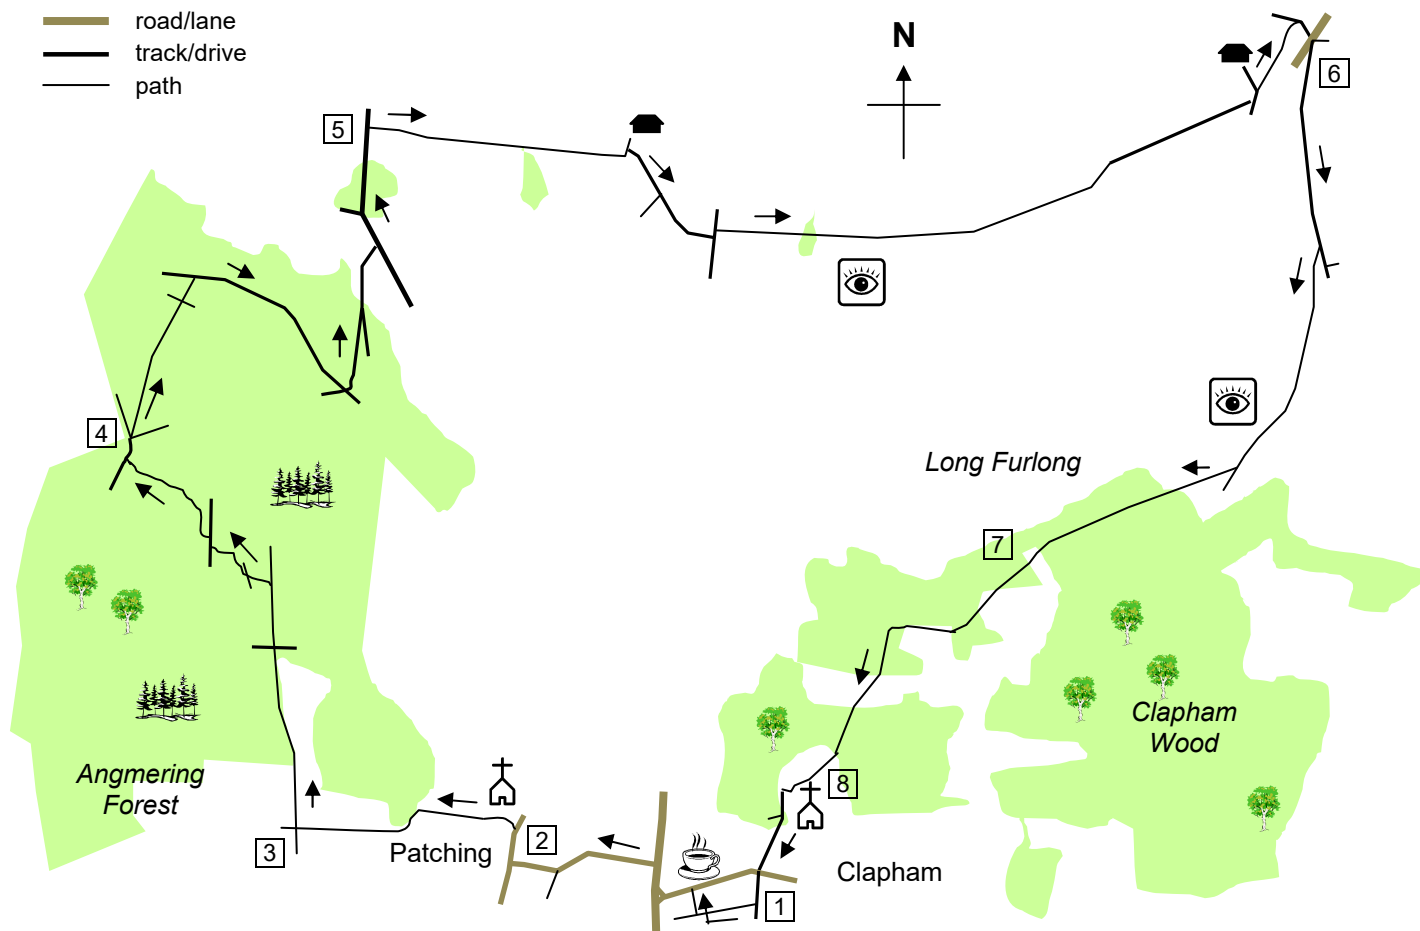 road/lane
track/drive
path
N
6
5
4
Long Furlong
7
Clapham
Wood
Angmering
Forest
8
3
Patching
2
Clapham
1